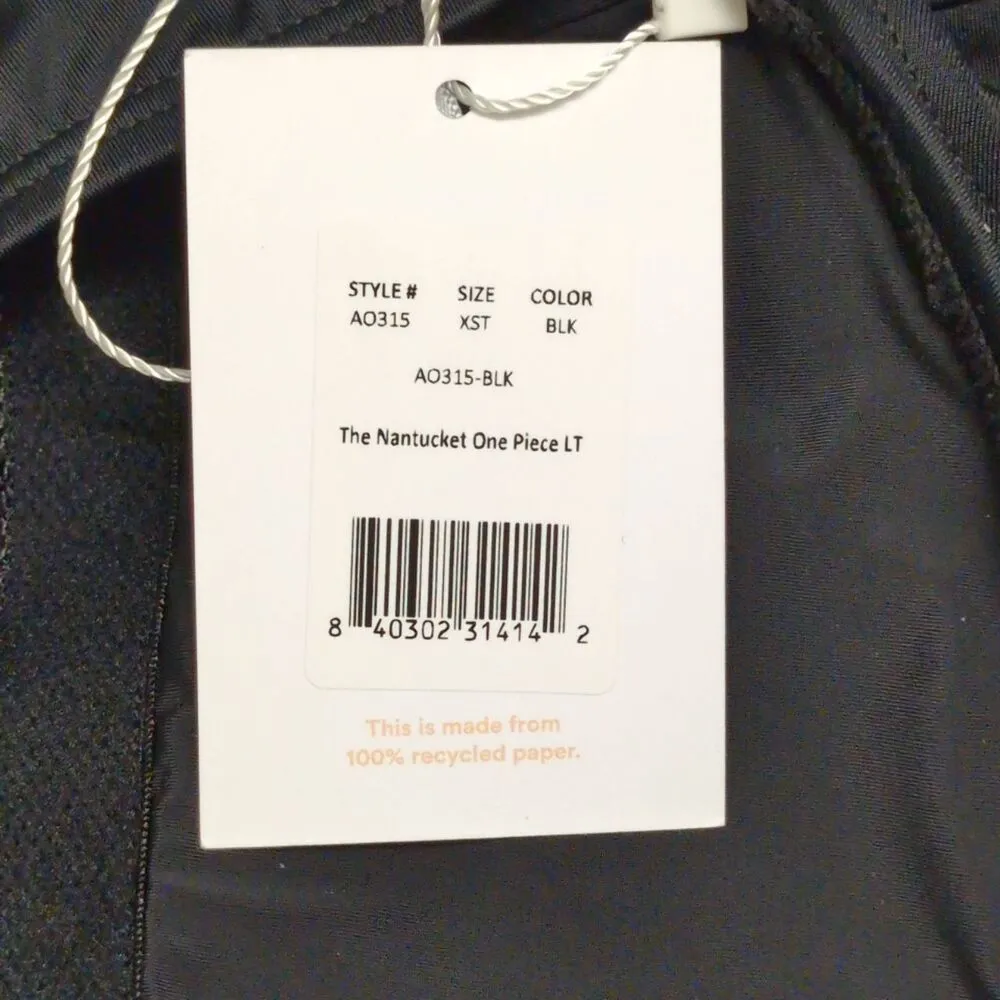 STYLE # SIZE COLOR
AO315 XST BLK
AO315-BLK
The Nantucket One Piece LT
8 40302 31414 2
This is made from
100% recycled paper.